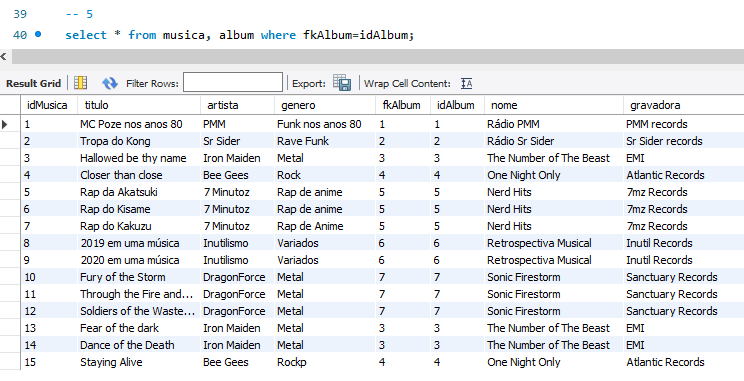 39 -- 5
40 select * from musica, album where fkAlbum=idAlbum;
Result Grid Filter Rows: Export: Wrap Cell Content:
idMusica titulo artista genero fkAlbum idAlbum nome gravadora
1 MC Poze nos anos 80 PMM Funk nos anos 80 1 1 Rádio PMM PMM records
2 Tropa do Kong Sr Sider Rave Funk 2 2 Rádio Sr Sider Sr Sider records
3 Hallowed be thy name Iron Maiden Metal 3 3 The Number of The Beast EMI
4 Closer than close Bee Gees Rock 4 4 One Night Only Atlantic Records
5 Rap da Akatsuki 7 Minutoz Rap de anime 5 5 Nerd Hits 7mz Records
6 Rap do Kisame 7 Minutoz Rap de anime 5 5 Nerd Hits 7mz Records
7 Rap do Kakuzu 7 Minutoz Rap de Anime 5 5 Nerd Hits 7mz Records
8 2019 em uma música Inutilismo Variados 6 6 Retrospectiva Musical Inutil Records
9 2020 em uma música Inutilismo Variados 6 6 Retrospectiva Musical Inutil Records
10 Fury of the Storm DragonForce Metal 7 7 Sonic Firestorm Sanctuary Records
11 Through the Fire and... DragonForce Metal 7 7 Sonic Firestorm Sanctuary Records
12 Soldiers of the Waste... DragonForce Metal 7 7 Sonic Firestorm Sanctuary Records
13 Fear of the dark Iron Maiden Metal 3 3 The Number of The Beast EMI
14 Dance of the Death Iron Maiden Metal 3 3 The Number of The Beast EMI
15 Staying Alive Bee Gees Rockp 4 4 One Night Only Atlantic Records